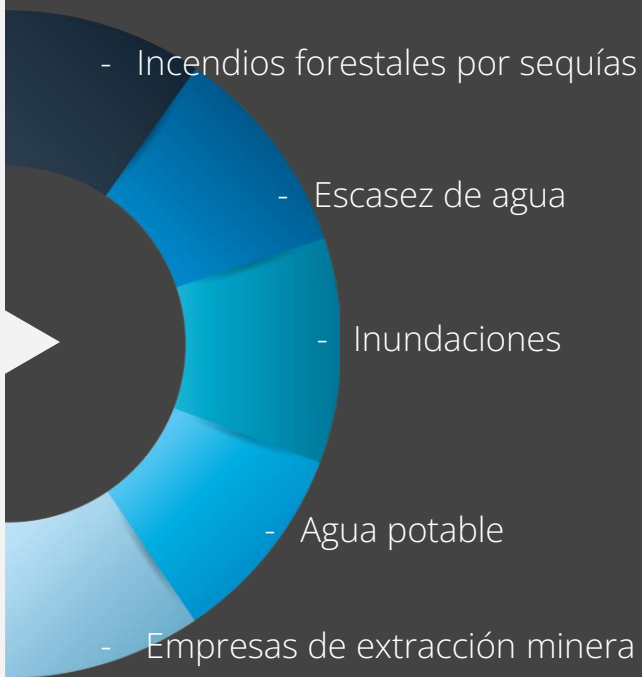 - Incendios forestales por sequías
- Escasez de agua
- Inundaciones
- Agua potable
- Empresas de extracción minera